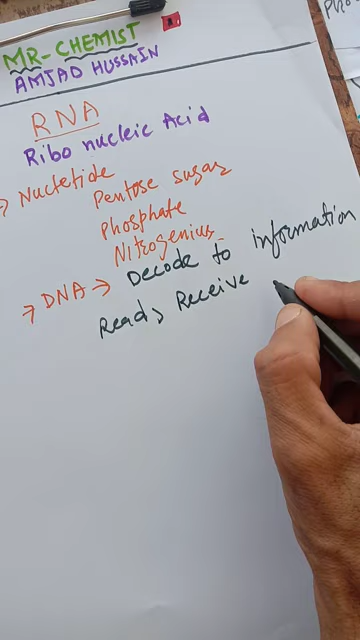 MR-CHEMIST
AMJAD HUSSAIN
RNA
Ribo nucleic Acid
→ Nucletide
Pentose sugar
Phosphate
Nitrogenius
→ DNA → Decode to information
Read, Receive
Pho